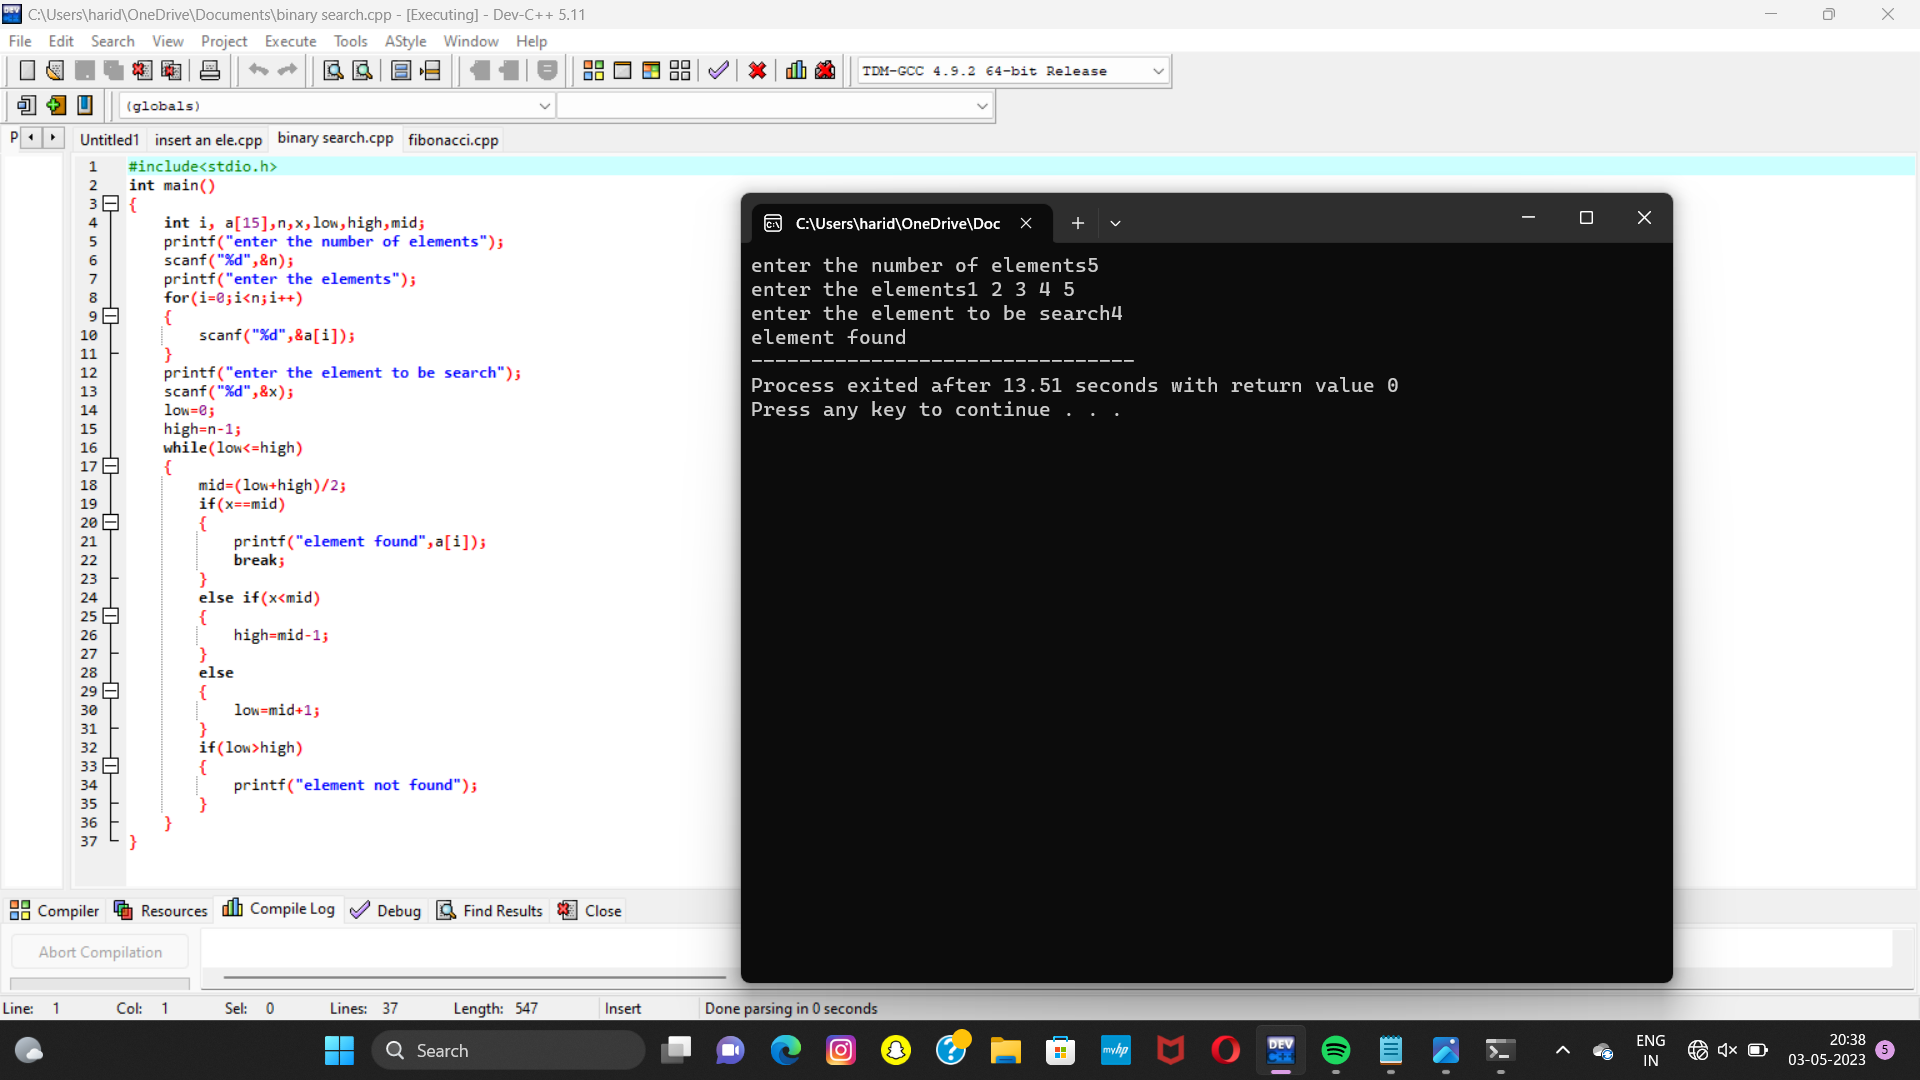 C:\Users\harid\OneDrive\Documents\binary search.cpp - [Executing] - Dev-C++ 5.11
File Edit Search View Project Execute Tools AStyle Window Help
TDM-GCC 4.9.2 64-bit Release
(globals)
P Untitled1 insert an ele.cpp binary search.cpp fibonacci.cpp
1 #include<stdio.h>
2 int main()
3 {
4 int i, a[15],n,x,low,high,mid;
5 printf("enter the number of elements");
6 scanf("%d",&n);
7 printf("enter the elements");
8 for(i=0;i<n;i++)
9 {
10 scanf("%d",&a[i]);
11 }
12 printf("enter the element to be search");
13 scanf("%d",&x);
14 low=0;
15 high=n-1;
16 while(low<=high)
17 {
18 mid=(low+high)/2;
19 if(x==mid)
20 {
21 printf("element found",a[i]);
22 break;
23 }
24 else if(x<mid)
25 {
26 high=mid-1;
27 }
28 else
29 {
30 low=mid+1;
31 }
32 if(low>high)
33 {
34 printf("element not found");
35 }
36 }
37 }
C:\Users\harid\OneDrive\Doc
enter the number of elements5
enter the elements1 2 3 4 5
enter the element to be search4
element found
--------------------------------
Process exited after 13.51 seconds with return value 0
Press any key to continue . . .
Compiler Resources Compile Log Debug Find Results Close
Abort Compilation
Line: 1 Col: 1 Sel: 0 Lines: 37 Length: 547 Insert Done parsing in 0 seconds
Search
myhp
DEV
ENG
IN
20:38
03-05-2023
5